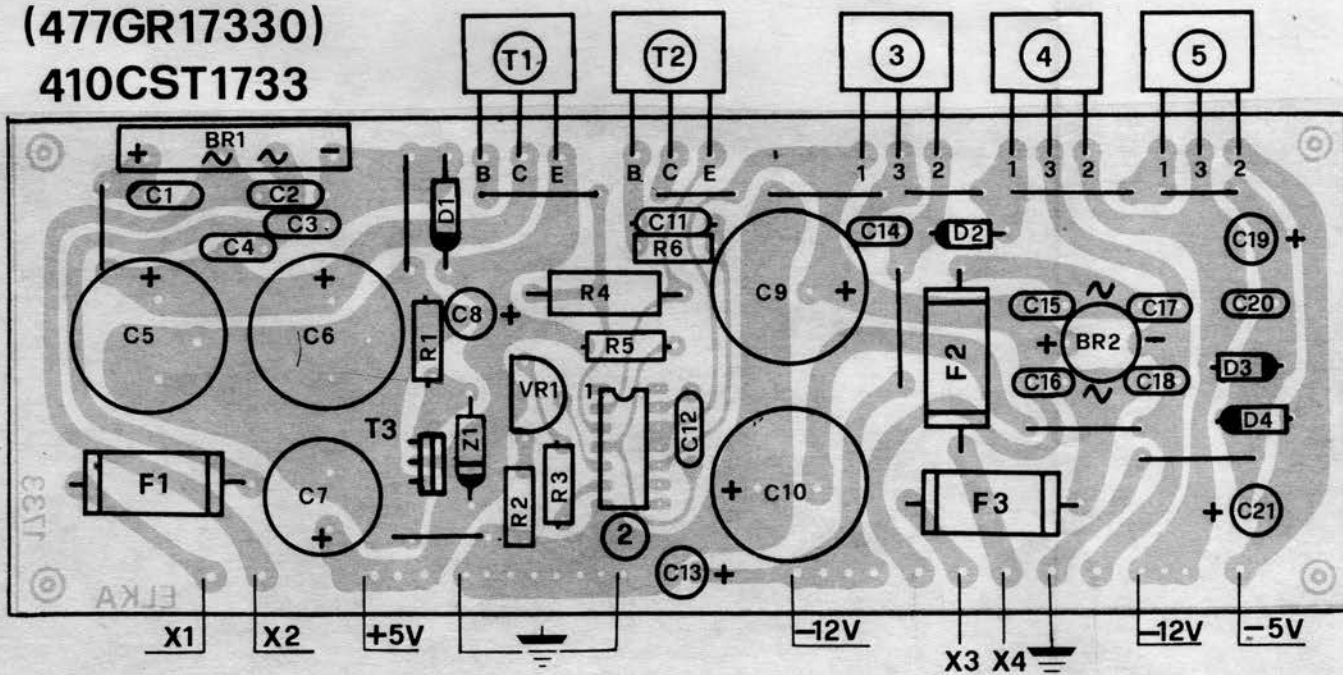 (477GR17330)
410CST1733
T1 T2 3 4 5
BR1
+ ~ ~ -
B C E B C E 1 3 2 1 3 2 1 3 2
C1 C2 D1 C11 C14 D2 C19 +
C3 R6
C4
+ + R4 C9 + C15 ~ C17 C20
C5 C6 R1 C8 + R5 F2 + BR2 -
VR1 1 C16 ~ C18 D3
T3 Z1 C12 D4
F1 C7 R2 R3 + C10 F3 + C21
+ 2
1733 C13 +
ELKA
X1 X2 +5V -12V X3 X4 -12V -5V